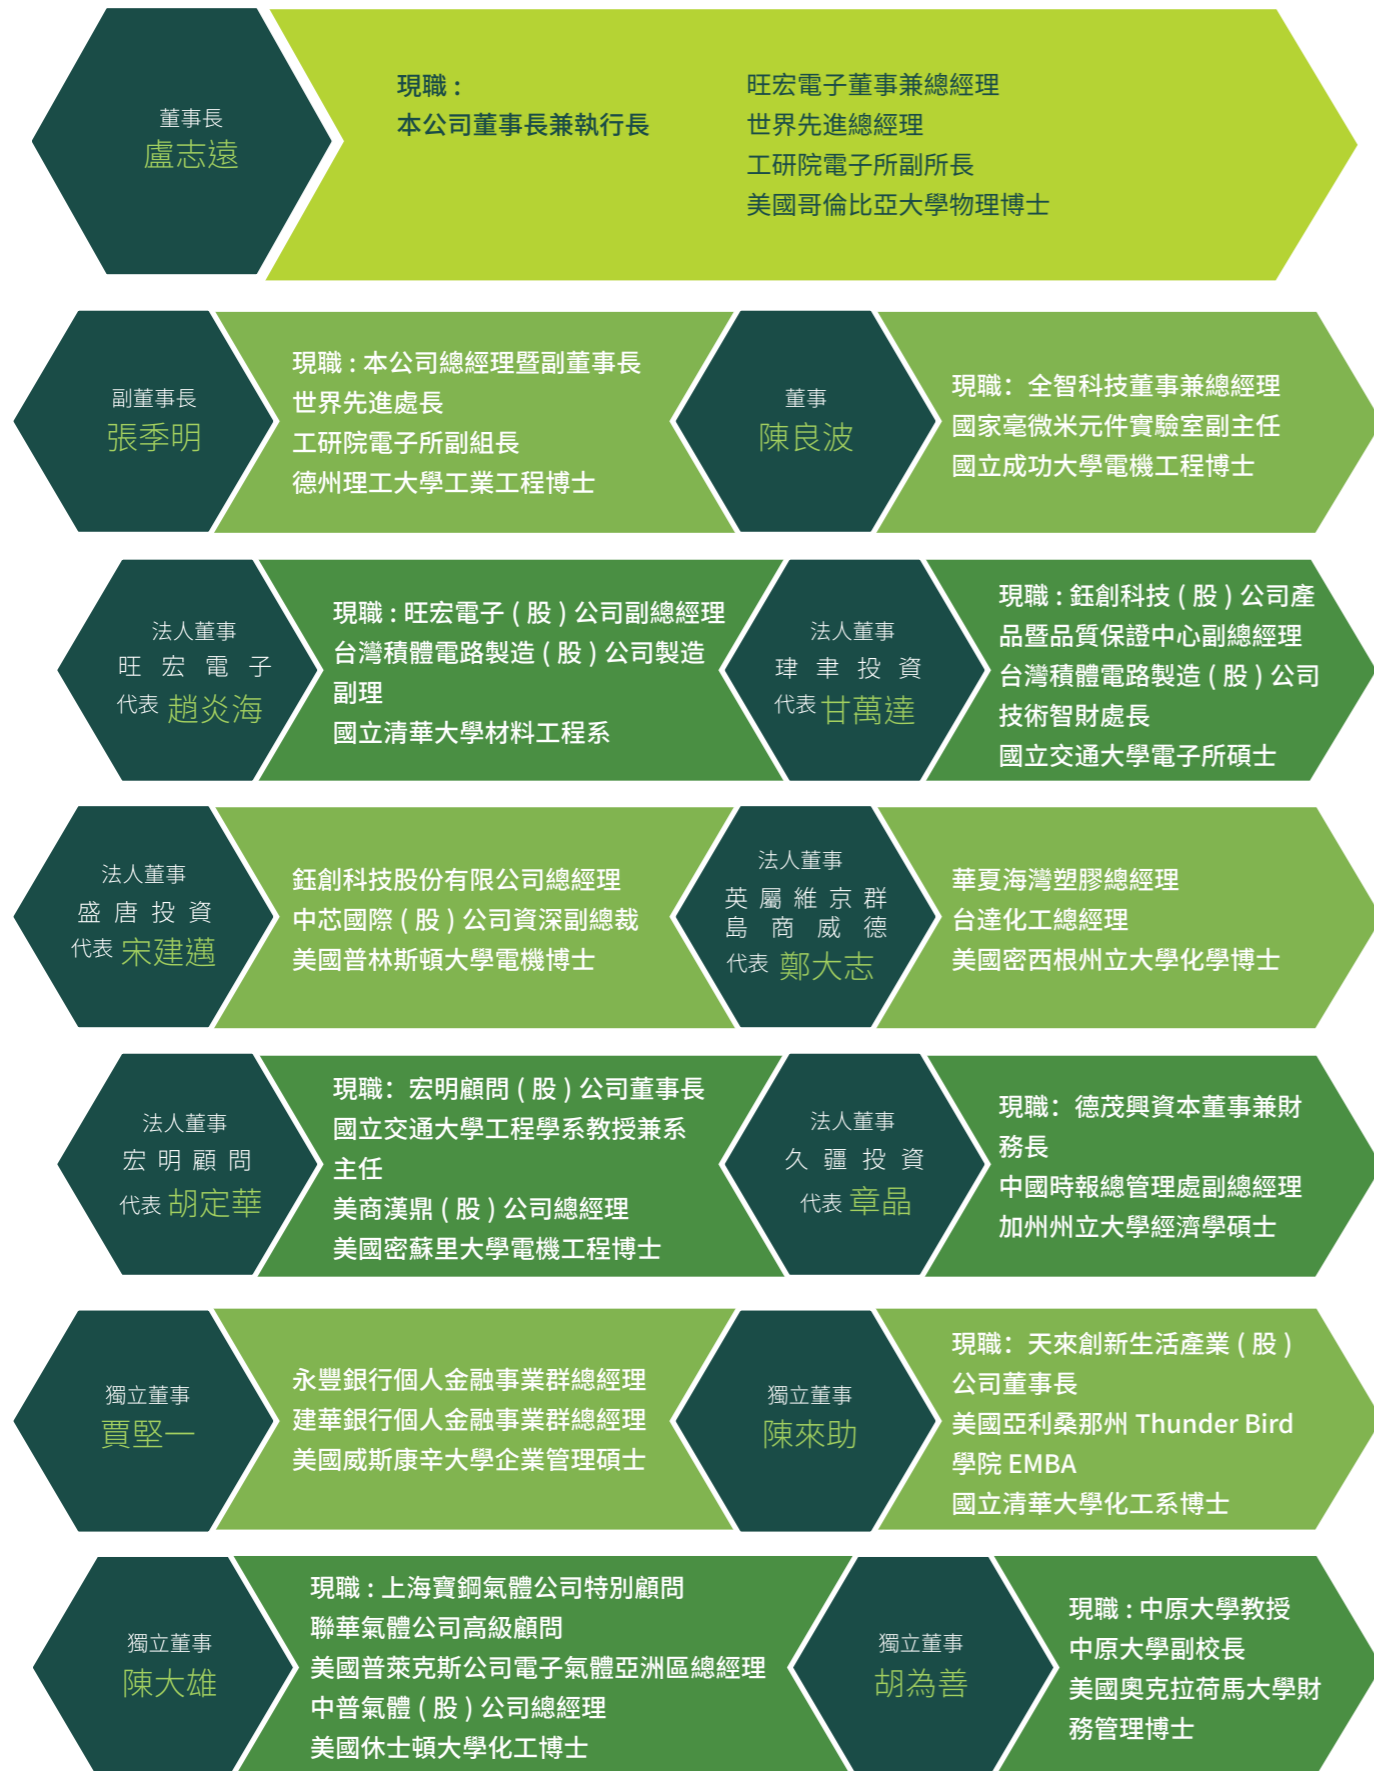 董事長
盧志遠
現職 :
本公司董事長兼執行長
旺宏電子董事兼總經理
世界先進總經理
工研院電子所副所長
美國哥倫比亞大學物理博士
副董事長
張季明
現職 : 本公司總經理暨副董事長
世界先進處長
工研院電子所副組長
德州理工大學工業工程博士
董事
陳良波
現職：全智科技董事兼總經理
國家毫微米元件實驗室副主任
國立成功大學電機工程博士
法人董事
旺宏電子
代表 趙炎海
現職 : 旺宏電子 ( 股 ) 公司副總經理
台灣積體電路製造 ( 股 ) 公司製造
副理
國立清華大學材料工程系
法人董事
瑋聿投資
代表 甘萬達
現職 : 鈺創科技 ( 股 ) 公司產
品暨品質保證中心副總經理
台灣積體電路製造 ( 股 ) 公司
技術智財處長
國立交通大學電子所碩士
法人董事
盛唐投資
代表 宋建邁
鈺創科技股份有限公司總經理
中芯國際 ( 股 ) 公司資深副總裁
美國普林斯頓大學電機博士
法人董事
英屬維京群
島商威德
代表 鄭大志
華夏海灣塑膠總經理
台達化工總經理
美國密西根州立大學化學博士
法人董事
宏明顧問
代表 胡定華
現職：宏明顧問 ( 股 ) 公司董事長
國立交通大學工程學系教授兼系
主任
美商漢鼎 ( 股 ) 公司總經理
美國密蘇里大學電機工程博士
法人董事
久疆投資
代表 章晶
現職：德茂興資本董事兼財
務長
中國時報總管理處副總經理
加州州立大學經濟學碩士
獨立董事
賈堅一
永豐銀行個人金融事業群總經理
建華銀行個人金融事業群總經理
美國威斯康辛大學企業管理碩士
獨立董事
陳來助
現職：天來創新生活產業 ( 股 )
公司董事長
美國亞利桑那州 Thunder Bird
學院 EMBA
國立清華大學化工系博士
獨立董事
陳大雄
現職 : 上海寶鋼氣體公司特別顧問
聯華氣體公司高級顧問
美國普萊克斯公司電子氣體亞洲區總經理
中普氣體 ( 股 ) 公司總經理
美國休士頓大學化工博士
獨立董事
胡為善
現職 : 中原大學教授
中原大學副校長
美國奧克拉荷馬大學財
務管理博士